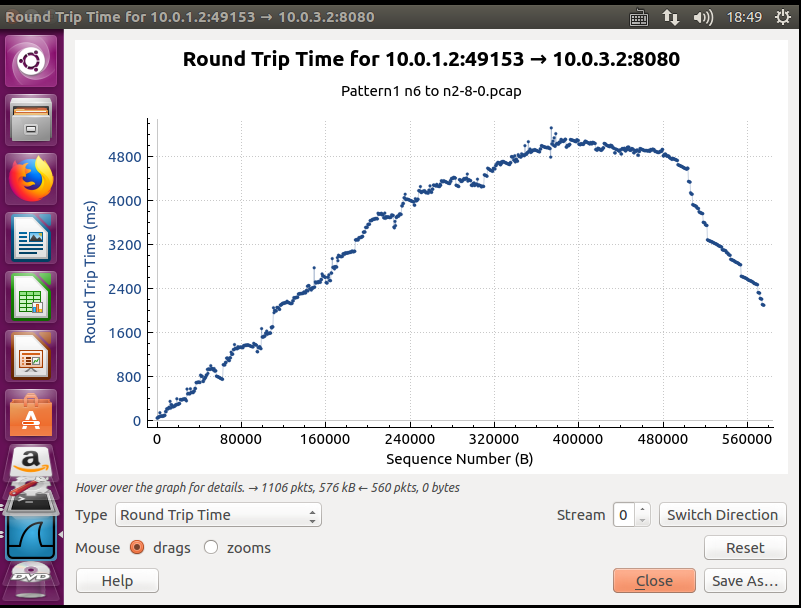 Round Trip Time for 10.0.1.2:49153 → 10.0.3.2:8080
18:49
Round Trip Time for 10.0.1.2:49153 → 10.0.3.2:8080
Pattern1 n6 to n2-8-0.pcap
Round Trip Time (ms)
4800
4000
3200
2400
1600
800
0
0 80000 160000 240000 320000 400000 480000 560000
Sequence Number (B)
Hover over the graph for details. → 1106 pkts, 576 kB ← 560 pkts, 0 bytes
Type Round Trip Time Stream 0 Switch Direction
Mouse drags zooms Reset
Help Close Save As…
A
a
DVD